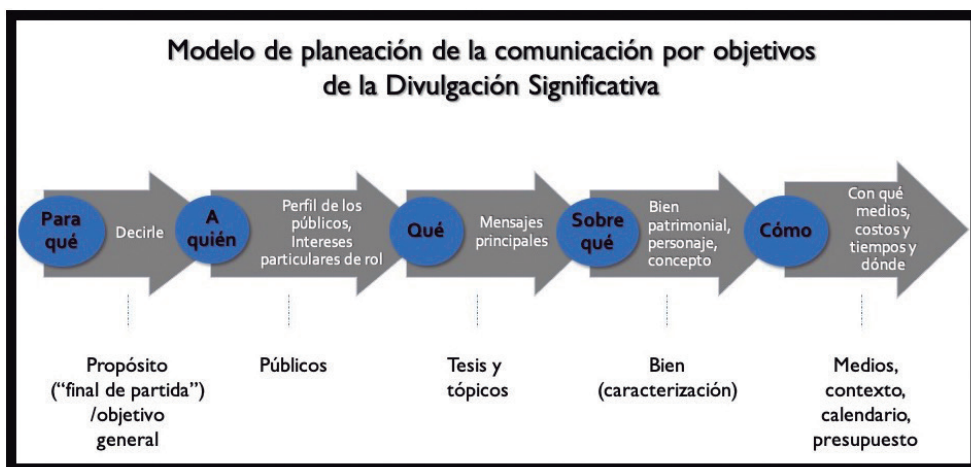 Modelo de planeación de la comunicación por objetivos
de la Divulgación Significativa
Para
qué
Decirle
A
quién
Perfil de los
públicos,
Intereses
particulares de rol
Qué
Mensajes
principales
Sobre
qué
Bien
patrimonial,
personaje,
concepto
Cómo
Con qué
medios,
costos y
tiempos y
dónde
Propósito
(“final de partida”)
/objetivo
general
Públicos
Tesis y
tópicos
Bien
(caracterización)
Medios,
contexto,
calendario,
presupuesto